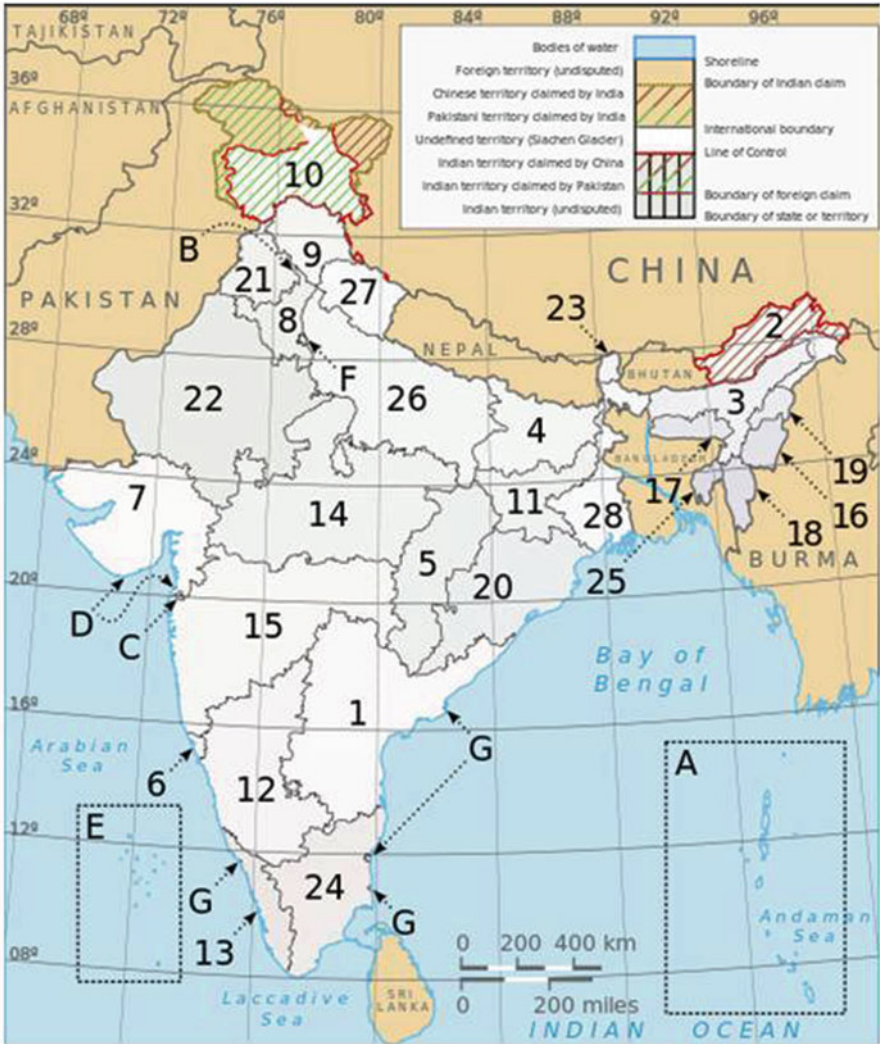 68º 72º 76º 80º 84º 88º 92º 96º
TAJIKISTAN
Bodies of water
Shoreline
Foreign territory (undisputed)
Boundary of Indian claim
Chinese territory claimed by India
Pakistani territory claimed by India
International boundary
Undefined territory (Siachen Glacier)
Line of Control
Indian territory claimed by China
Indian territory claimed by Pakistan
Boundary of foreign claim
Indian territory (undisputed)
Boundary of state or territory
36º
AFGHANISTAN
10
32º
B
9
CHINA
21
27
PAKISTAN
23
8
2
28º
NEPAL
BHUTAN
F
22
26
3
4
24º
BANGLADESH
19
7
17
11
16
14
28
18
5
BURMA
20
25
20º
D
15
C
Bay of
Bengal
16º
1
Arabian
Sea
G
A
6
12
12º
E
24
G
G
13
Andaman
Sea
08º
0 200 400 km
0 200 miles
Laccadive
Sea
SRI
LANKA
INDIAN OCEAN